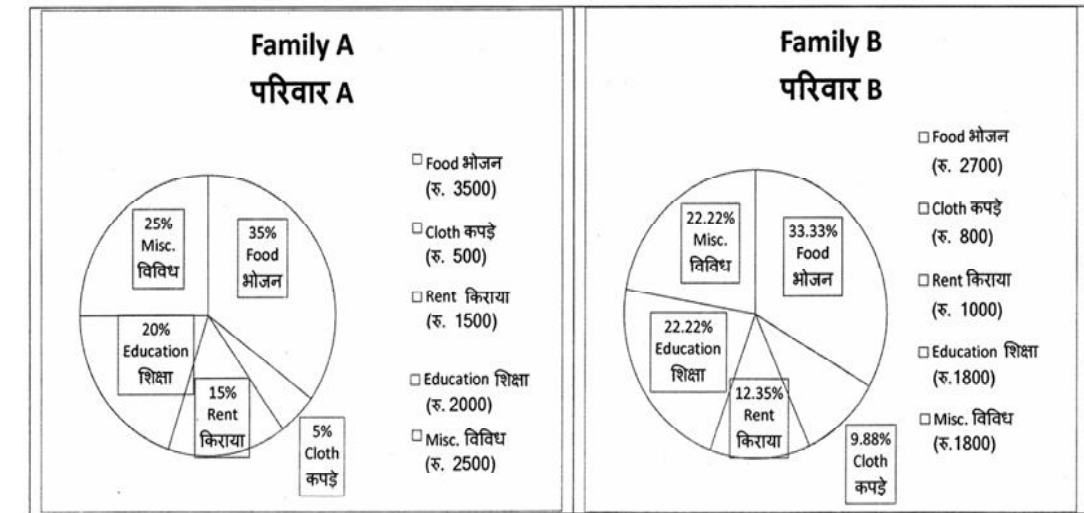 Family A
परिवार A
25%
Misc.
विविध
35%
Food
भोजन
20%
Education
शिक्षा
15%
Rent
किराया
5%
Cloth
कपड़े
Food भोजन
(रु. 3500)
Cloth कपड़े
(रु. 500)
Rent किराया
(रु. 1500)
Education शिक्षा
(रु. 2000)
Misc. विविध
(रु. 2500)
Family B
परिवार B
22.22%
Misc.
विविध
33.33%
Food
भोजन
22.22%
Education
शिक्षा
12.35%
Rent
किराया
9.88%
Cloth
कपड़े
Food भोजन
(रु. 2700)
Cloth कपड़े
(रु. 800)
Rent किराया
(रु. 1000)
Education शिक्षा
(रु.1800)
Misc. विविध
(रु.1800)